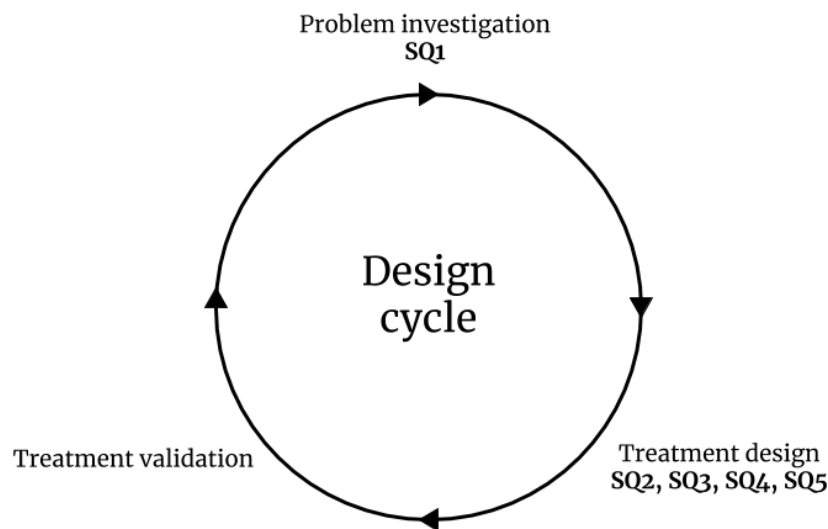 Problem investigation
SQ1
Design
cycle
Treatment validation
Treatment design
SQ2, SQ3, SQ4, SQ5